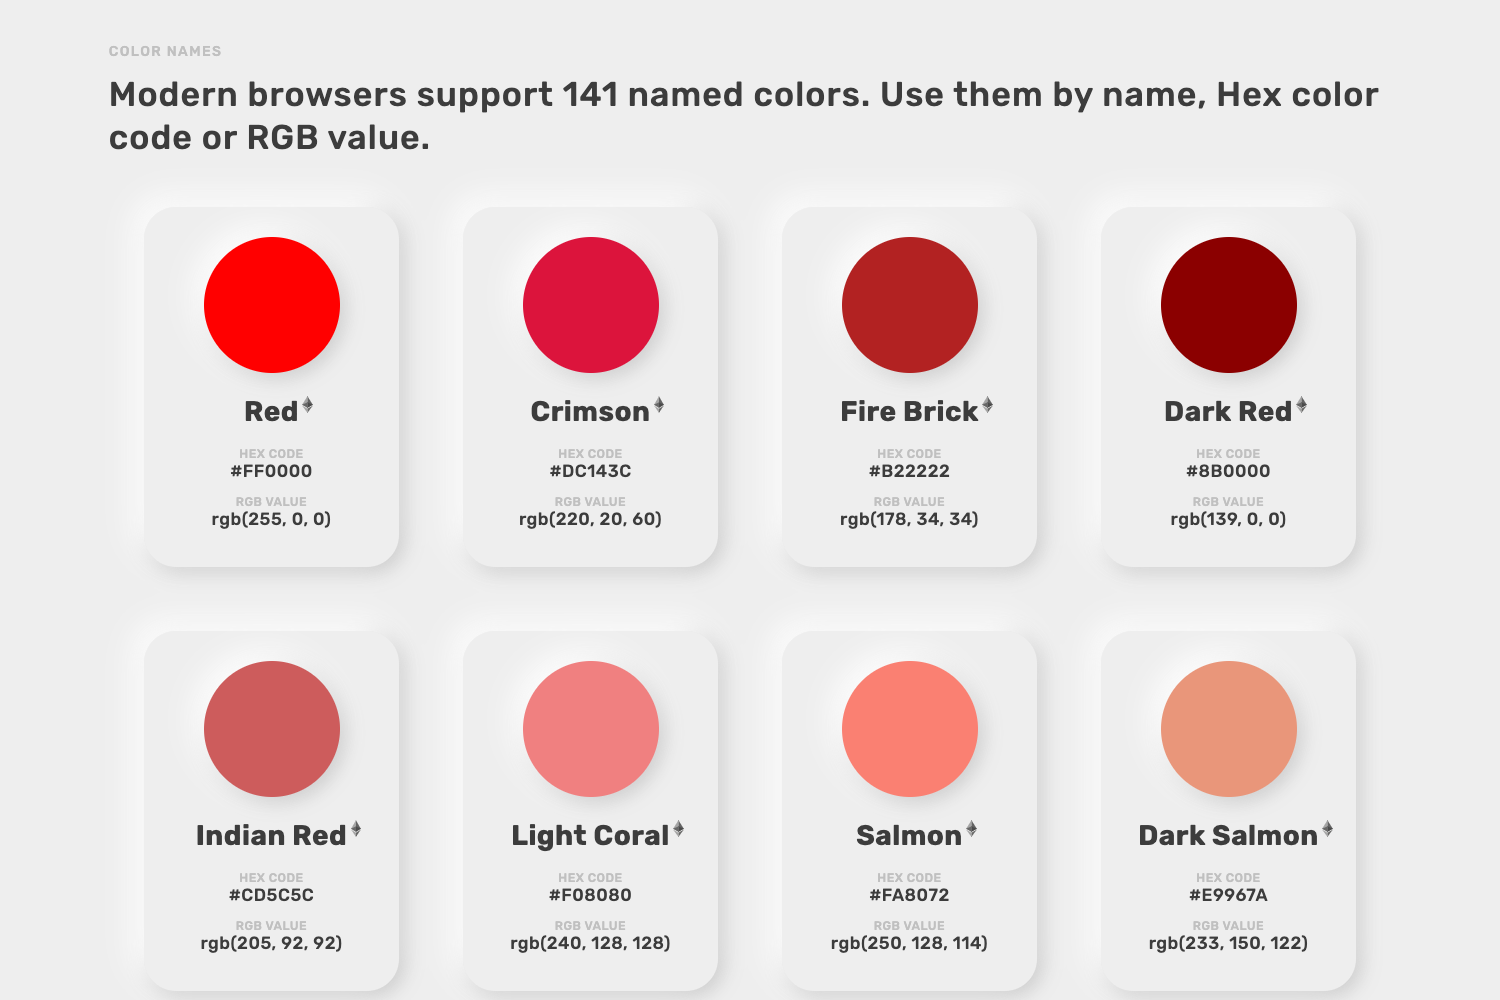 COLOR NAMES
Modern browsers support 141 named colors. Use them by name, Hex color
code or RGB value.
Red
HEX CODE
#FF0000
RGB VALUE
rgb(255, 0, 0)
Crimson
HEX CODE
#DC143C
RGB VALUE
rgb(220, 20, 60)
Fire Brick
HEX CODE
#B22222
RGB VALUE
rgb(178, 34, 34)
Dark Red
HEX CODE
#8B0000
RGB VALUE
rgb(139, 0, 0)
Indian Red
HEX CODE
#CD5C5C
RGB VALUE
rgb(205, 92, 92)
Light Coral
HEX CODE
#F08080
RGB VALUE
rgb(240, 128, 128)
Salmon
HEX CODE
#FA8072
RGB VALUE
rgb(250, 128, 114)
Dark Salmon
HEX CODE
#E9967A
RGB VALUE
rgb(233, 150, 122)